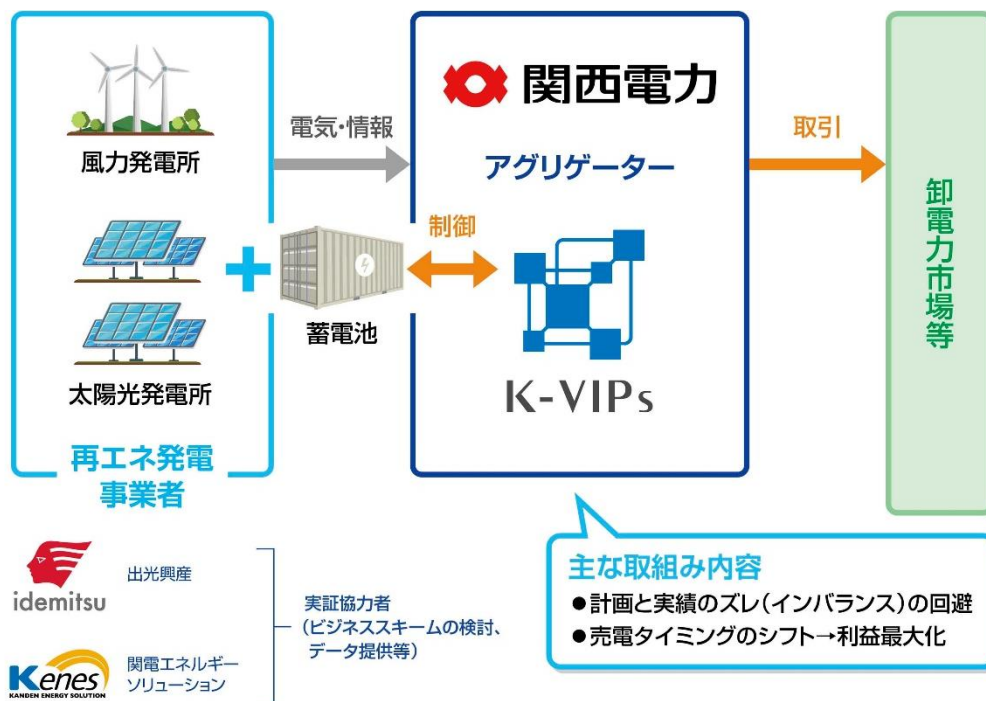 風力発電所
太陽光発電所
再エネ発電
事業者
電気・情報
蓄電池
制御
関西電力
アグリゲーター
K-VIPs
取引
卸電力市場等
主な取組み内容
●計画と実績のズレ（インバランス）の回避
●売電タイミングのシフト→利益最大化
idemitsu
出光興産
Kenes
KANDEN ENERGY SOLUTION
関電エネルギー
ソリューション
実証協力者
（ビジネススキームの検討、
データ提供等）